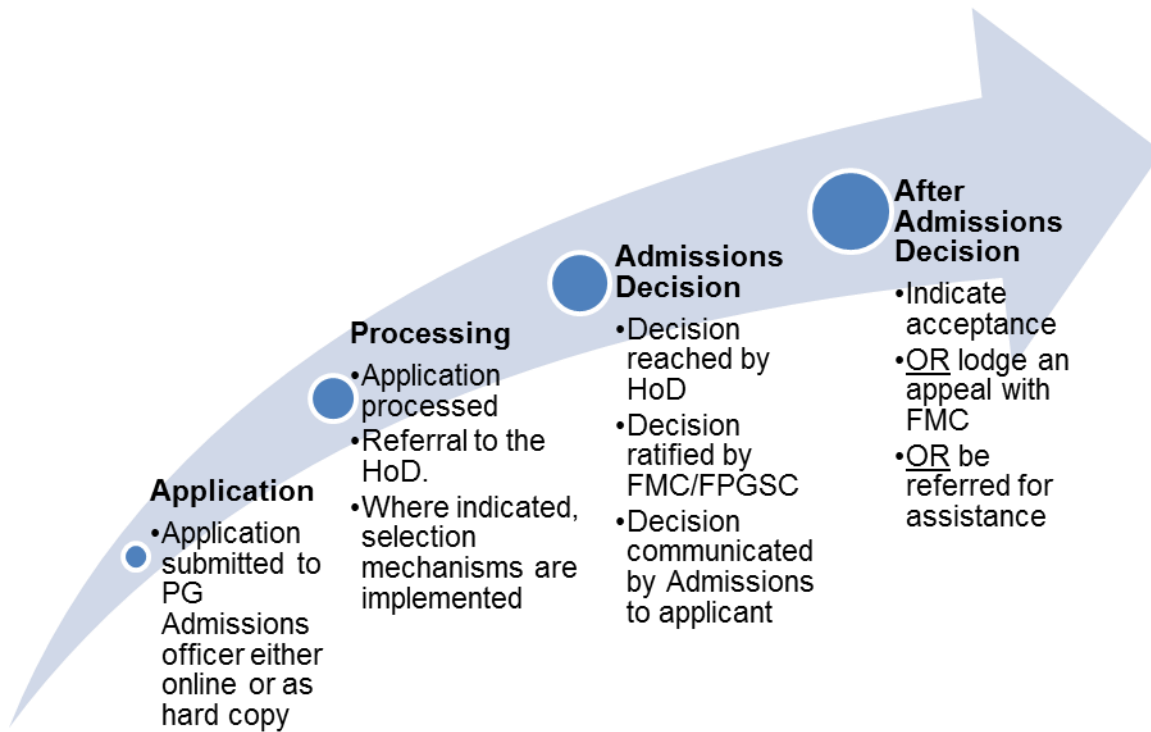 Application
•Application
submitted to
PG
Admissions
officer either
online or as
hard copy
Processing
•Application
processed
•Referral to the
HoD.
•Where indicated,
selection
mechanisms are
implemented
Admissions
Decision
•Decision
reached by
HoD
•Decision
ratified by
FMC/FPGSC
•Decision
communicated
by Admissions
to applicant
After
Admissions
Decision
•Indicate
acceptance
•OR lodge an
appeal with
FMC
•OR be
referred for
assistance